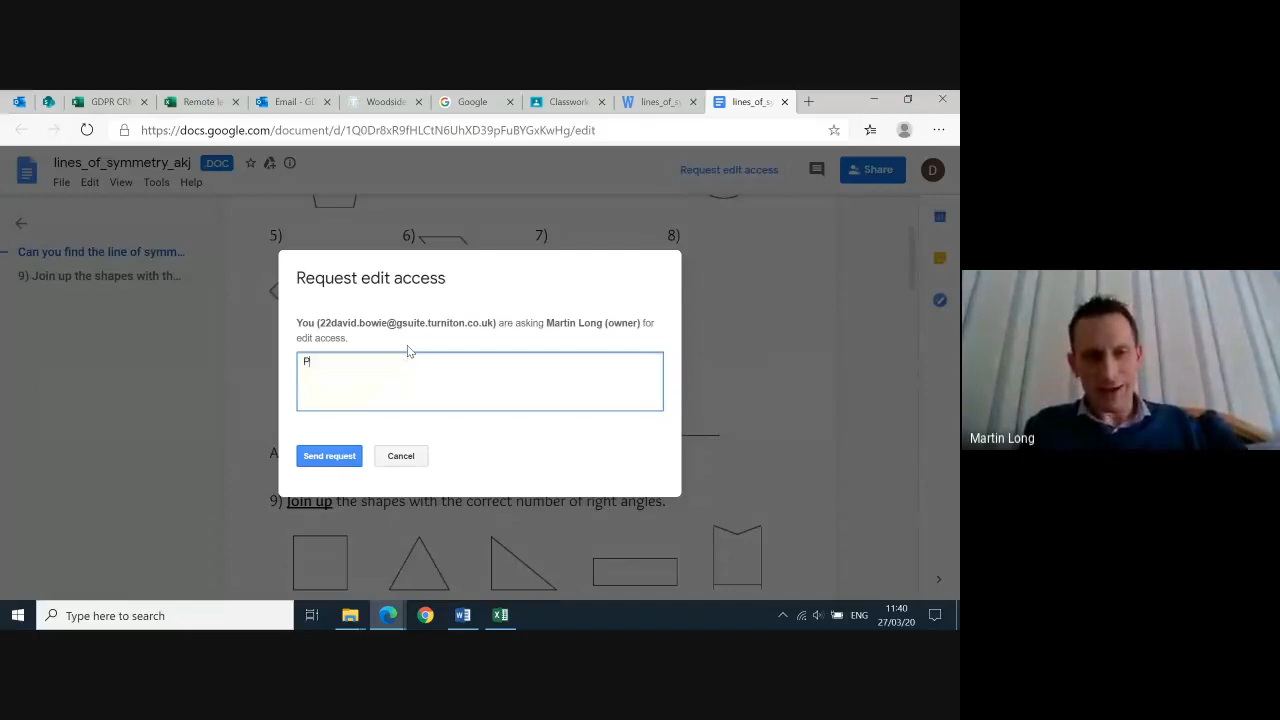 GDPR CRM
Remote le
Email - GD
Woodside
Google
Classwork
lines_of_sy
lines_of_sy
https://docs.google.com/document/d/1Q0Dr8xR9fHLCtN6UhXD39pFuBYGxKwHg/edit
lines_of_symmetry_akj .DOC
Request edit access
Share
D
File Edit View Tools Help
5) 6) 7) 8)
Can you find the line of symm...
9) Join up the shapes with th...
Request edit access
You (22david.bowie@gsuite.turniton.co.uk) are asking Martin Long (owner) for
edit access.
P
Send request Cancel
9) Join up the shapes with the correct number of right angles.
Martin Long
Type here to search
ENG
11:40
27/03/20